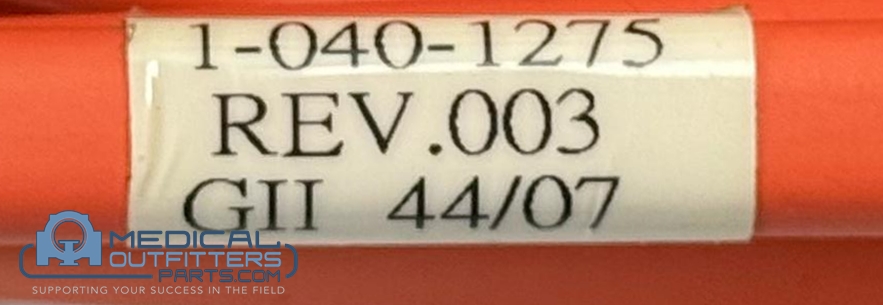 1-040-1275
REV.003
GII 44/07
MEDICAL
OUTFITTERS
PARTS.COM
SUPPORTING YOUR SUCCESS IN THE FIELD